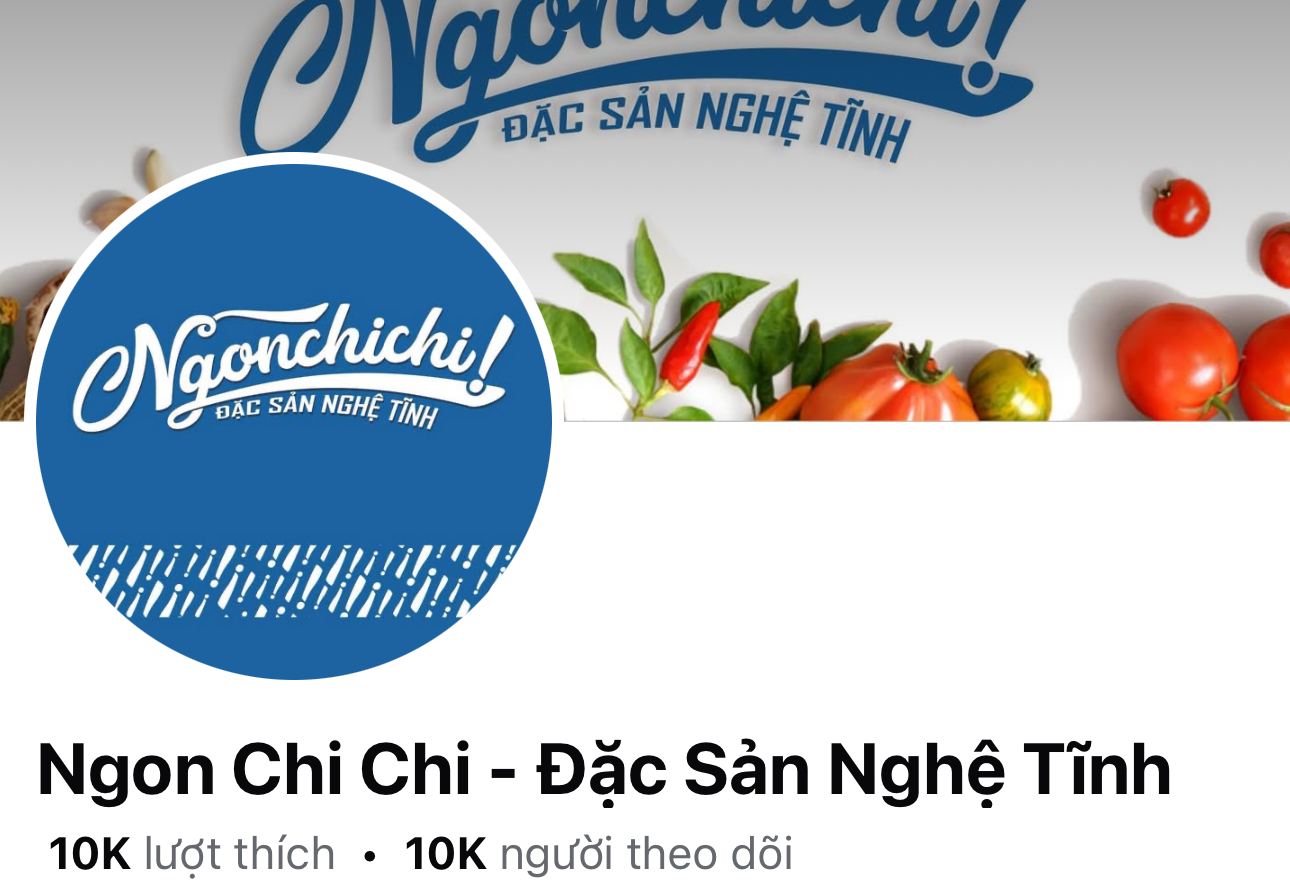 Ngonchichi!
ĐẶC SẢN NGHỆ TĨNH
Ngonchichi!
ĐẶC SẢN NGHỆ TĨNH
Ngon Chi Chi - Đặc Sản Nghệ Tĩnh
10K lượt thích • 10K người theo dõi